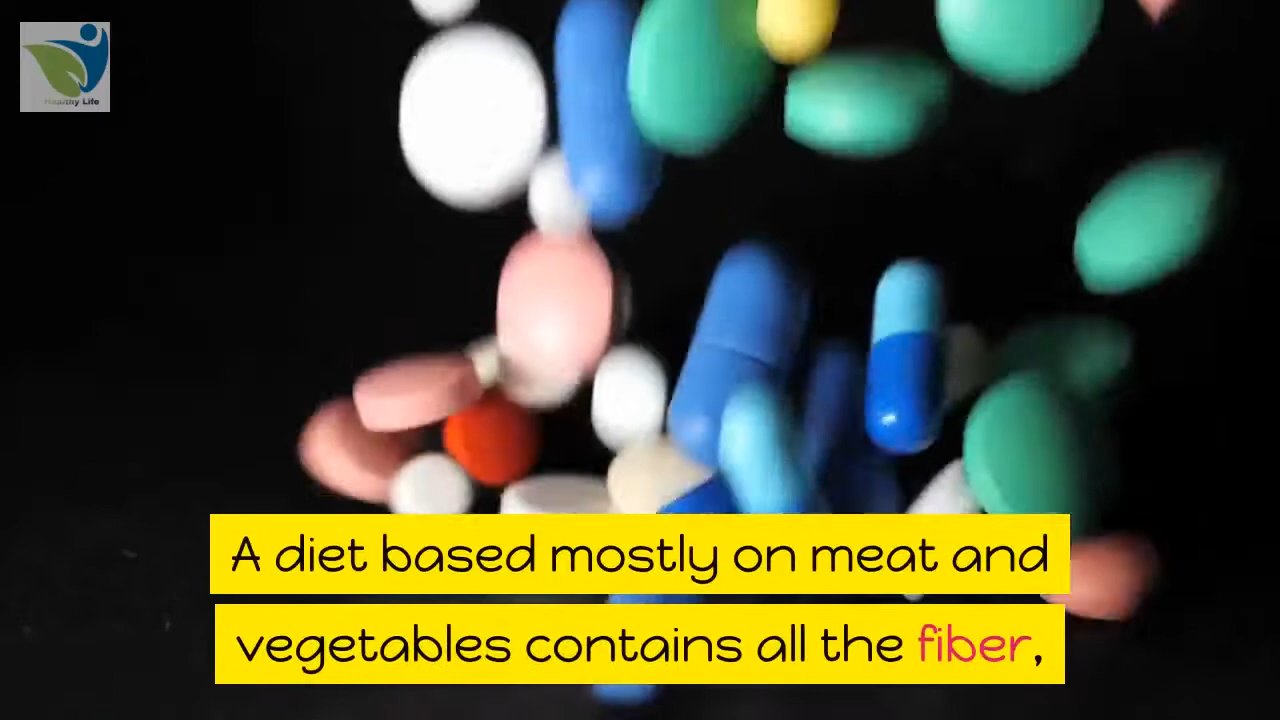 Healthy Life
A diet based mostly on meat and
vegetables contains all the fiber,